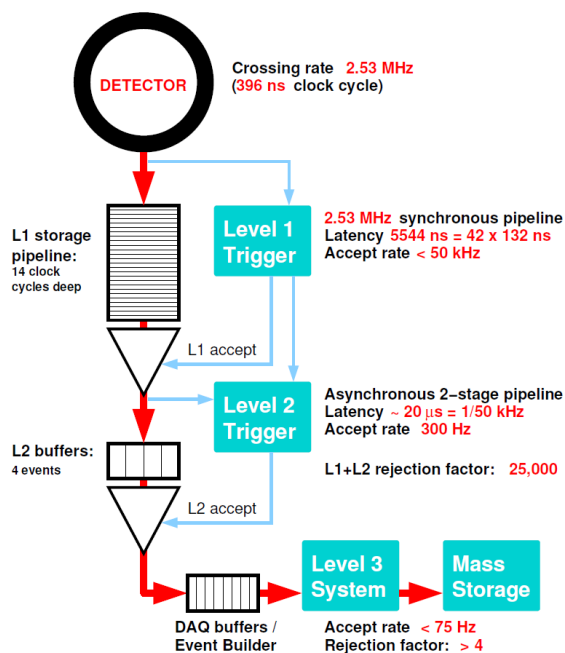 DETECTOR
Crossing rate 2.53 MHz
(396 ns clock cycle)
L1 storage
pipeline:
14 clock
cycles deep
Level 1
Trigger
2.53 MHz synchronous pipeline
Latency 5544 ns = 42 x 132 ns
Accept rate < 50 kHz
L1 accept
Level 2
Trigger
Asynchronous 2−stage pipeline
Latency ~ 20 μs = 1/50 kHz
Accept rate 300 Hz
L2 buffers:
4 events
L1+L2 rejection factor: 25,000
L2 accept
Level 3
System
Mass
Storage
DAQ buffers /
Event Builder
Accept rate < 75 Hz
Rejection factor: > 4